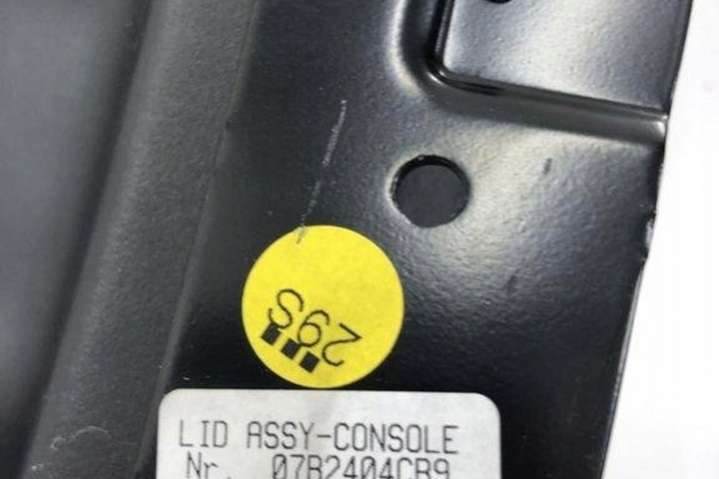 29S
LID ASSY-CONSOLE
Nr. 07B2404CB9